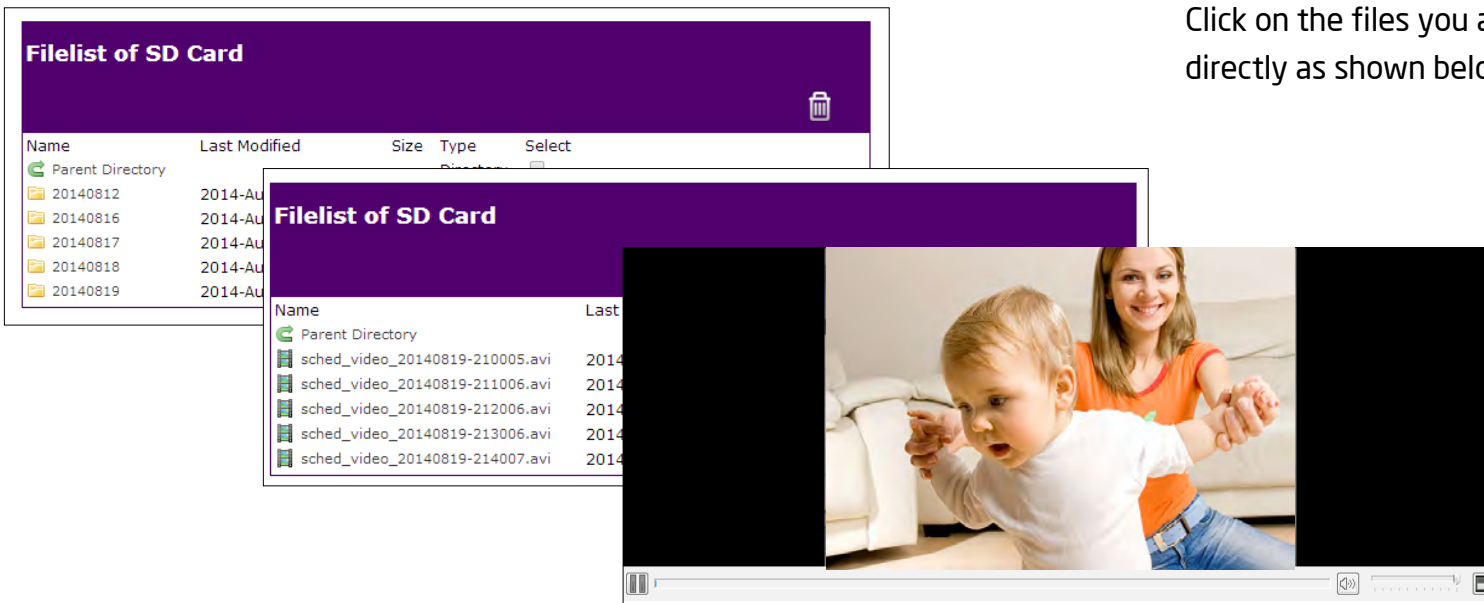 Click on the files you
directly as shown
Filelist of SD Card
Name Last Modified Size Type Select
Parent Directory Directory
20140812 2014-Au
20140816 2014-Au
20140817 2014-Au
20140818 2014-Au
20140819 2014-Au
Filelist of SD Card
Name Last
Parent Directory
sched_video_20140819-210005.avi 2014
sched_video_20140819-211006.avi 2014
sched_video_20140819-212006.avi 2014
sched_video_20140819-213006.avi 2014
sched_video_20140819-214007.avi 2014